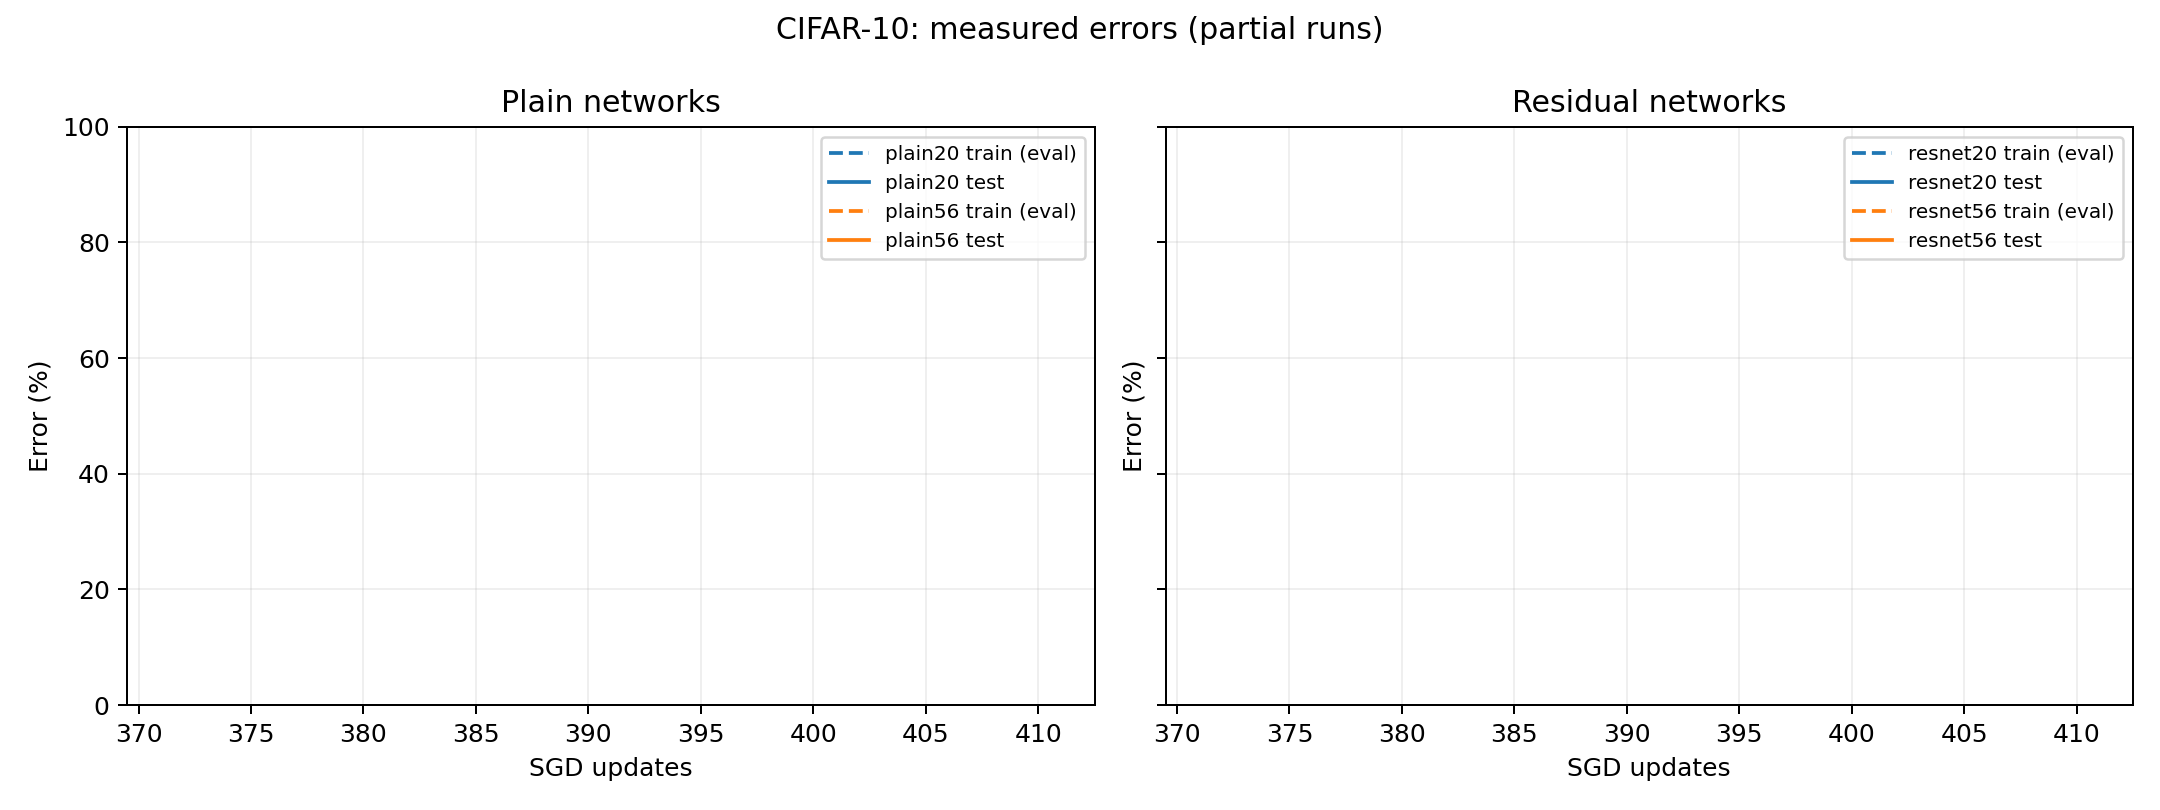 CIFAR-10: measured errors (partial runs)
Plain networks
100
80
60
40
20
0
Error (%)
plain20 train (eval)
plain20 test
plain56 train (eval)
plain56 test
370 375 380 385 390 395 400 405 410
SGD updates
Residual networks
Error (%)
resnet20 train (eval)
resnet20 test
resnet56 train (eval)
resnet56 test
370 375 380 385 390 395 400 405 410
SGD updates